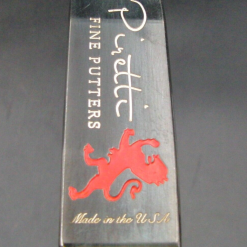 Piretti
FINE PUTTERS
Made in the U.S.A.